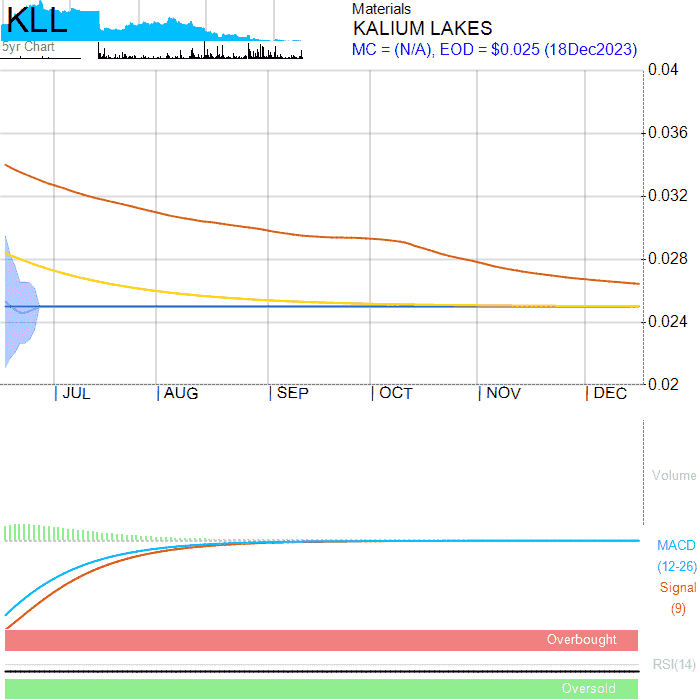 KLL
5yr Chart
Materials
KALIUM LAKES
MC = (N/A), EOD = $0.025 (18Dec2023)
0.04
0.036
0.032
0.028
0.024
0.02
JUL AUG SEP OCT NOV DEC
Volume
MACD
(12-26)
Signal
(9)
Overbought
RSI(14)
Oversold